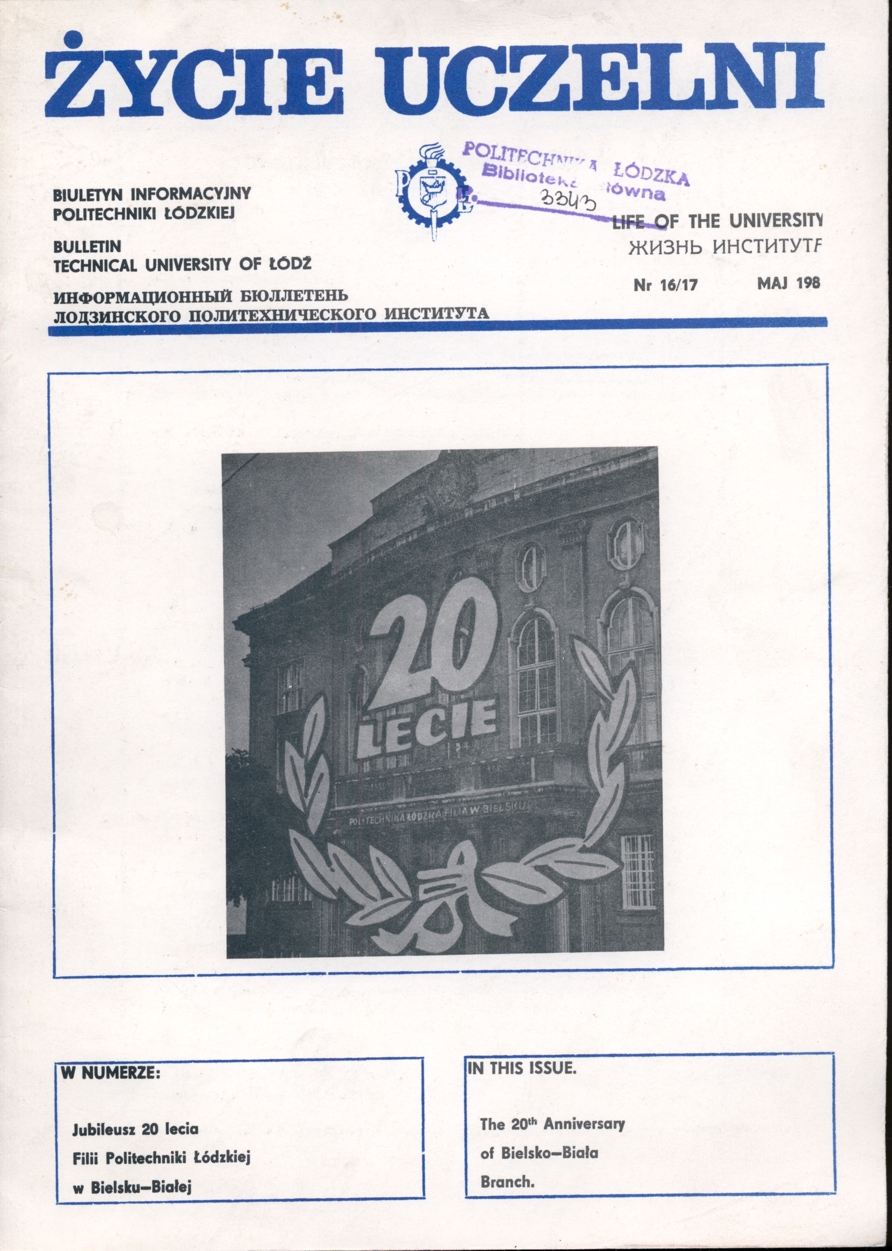 ŻYCIE UCZELNI
BIULETYN INFORMACYJNY
POLITECHNIKI ŁÓDZKIEJ
BULLETIN
TECHNICAL UNIVERSITY OF ŁÓDŹ
ИНФОРМАЦИОННЫЙ БЮЛЛЕТЕНЬ
ЛОДЗИНСКОГО ПОЛИТЕХНИЧЕСКОГО ИНСТИТУТА
P Ł
POLITECHNIKA ŁÓDZKA
Biblioteka Główna
3343
LIFE OF THE UNIVERSITY
ЖИЗНЬ ИНСТИТУТА
Nr 16/17 MAJ 198
20
LECIE
POLITECHNIKA ŁÓDZKA FILIA W BIELSKU
W NUMERZE:
Jubileusz 20 lecia
Filii Politechniki Łódzkiej
w Bielsku–Białej
IN THIS ISSUE.
The 20th Anniversary
of Bielsko–Biała
Branch.